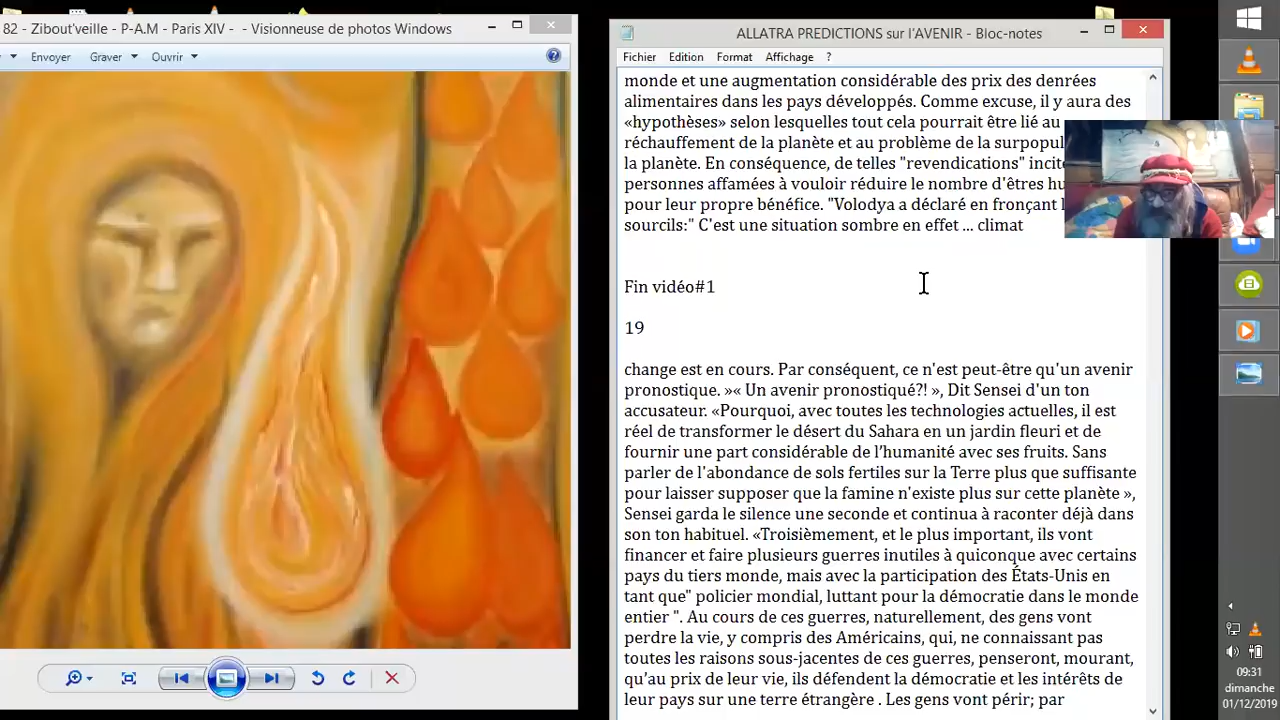 82 - Zibout'veille - P-A-M - Paris XIV -  - Visionneuse de photos Windows
Envoyer Graver Ouvrir
ALLATRA PREDICTIONS sur l'AVENIR - Bloc-notes
Fichier Edition Format Affichage ?
monde et une augmentation considérable des prix des denrées
alimentaires dans les pays développés. Comme excuse, il y aura des
«hypothèses» selon lesquelles tout cela pourrait être lié au
réchauffement de la planète et au problème de la surpopul
la planète. En conséquence, de telles "revendications" incit
personnes affamées à vouloir réduire le nombre d'êtres hu
pour leur propre bénéfice. "Volodya a déclaré en fronçant l
sourcils:" C'est une situation sombre en effet ... climat
Fin vidéo#1
19
change est en cours. Par conséquent, ce n'est peut-être qu'un avenir
pronostique. »« Un avenir pronostiqué?! », Dit Sensei d'un ton
accusateur. «Pourquoi, avec toutes les technologies actuelles, il est
réel de transformer le désert du Sahara en un jardin fleuri et de
fournir une part considérable de l'humanité avec ses fruits. Sans
parler de l'abondance de sols fertiles sur la Terre plus que suffisante
pour laisser supposer que la famine n'existe plus sur cette planète »,
Sensei garda le silence une seconde et continua à raconter déjà dans
son ton habituel. «Troisièmement, et le plus important, ils vont
financer et faire plusieurs guerres inutiles à quiconque avec certains
pays du tiers monde, mais avec la participation des États-Unis en
tant que" policier mondial, luttant pour la démocratie dans le monde
entier ". Au cours de ces guerres, naturellement, des gens vont
perdre la vie, y compris des Américains, qui, ne connaissant pas
toutes les raisons sous-jacentes de ces guerres, penseront, mourant,
qu'au prix de leur vie, ils défendent la démocratie et les intérêts de
leur pays sur une terre étrangère . Les gens vont périr; par
09:31
dimanche
01/12/2019